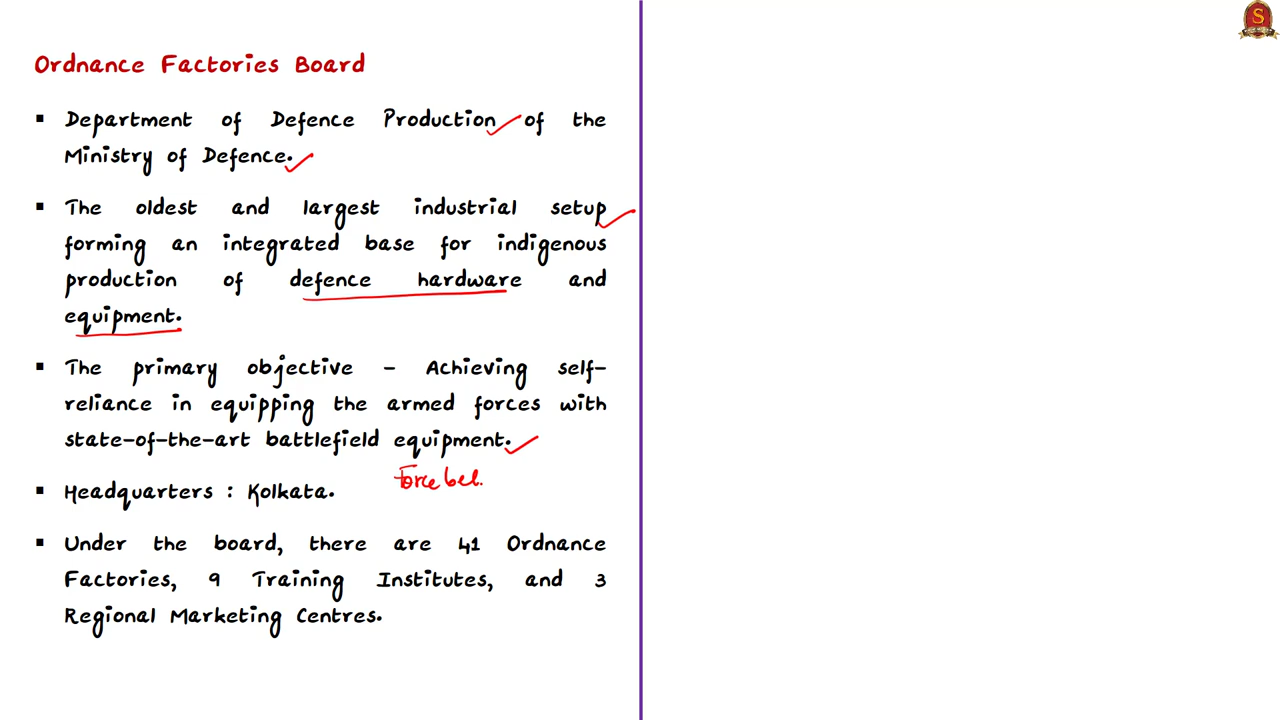 Ordnance Factories Board
▪ Department of Defence Production of the
Ministry of Defence.
▪ The oldest and largest industrial setup
forming an integrated base for indigenous
production of defence hardware and
equipment.
▪ The primary objective - Achieving self-
reliance in equipping the armed forces with
state-of-the-art battlefield equipment.
Force bel.
▪ Headquarters : Kolkata.
▪ Under the board, there are 41 Ordnance
Factories, 9 Training Institutes, and 3
Regional Marketing Centres.
S